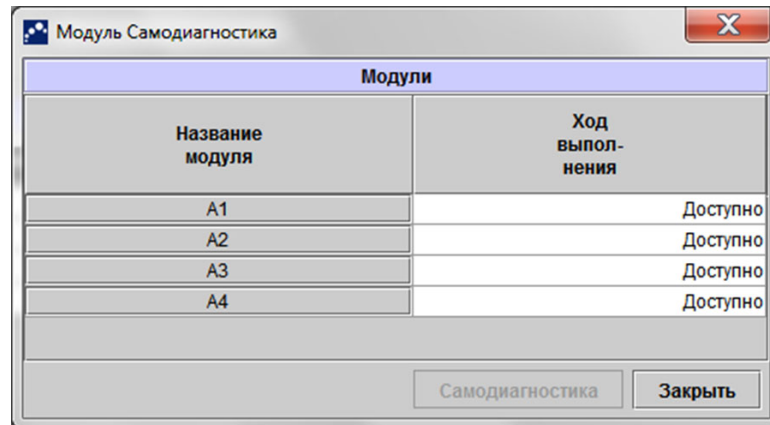 Модуль Самодиагностика
Модули
Название
модуля
Ход
выпол-
нения
A1
Доступно
A2
Доступно
A3
Доступно
A4
Доступно
Самодиагностика
Закрыть